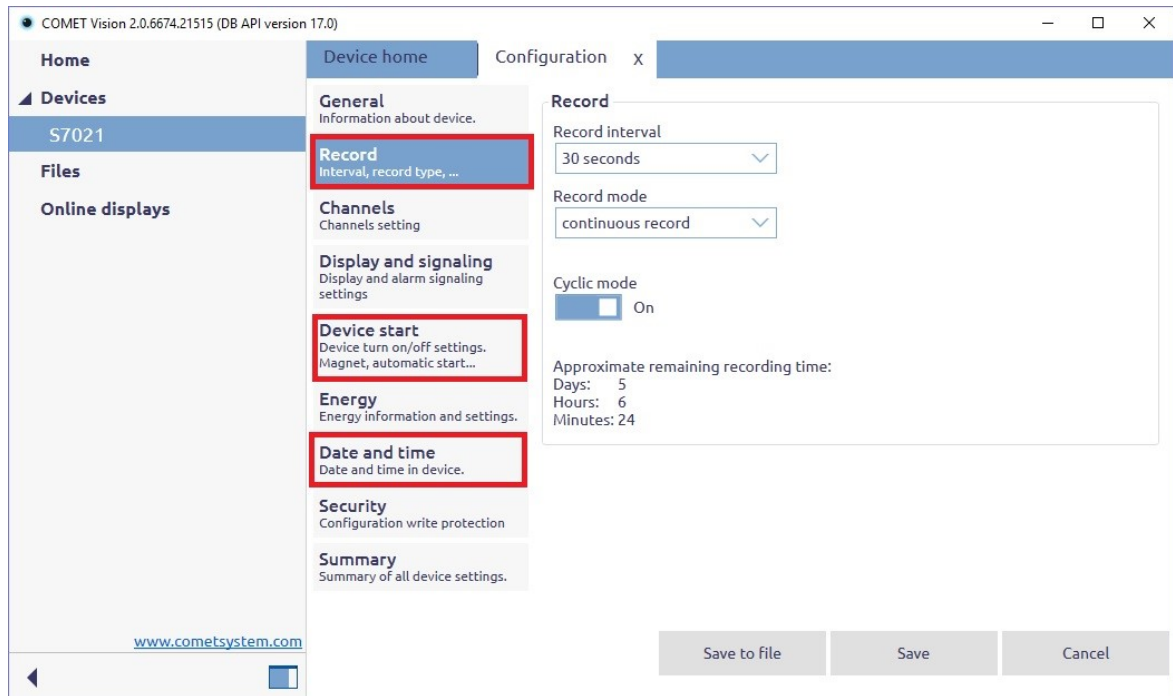 COMET Vision 2.0.6674.21515 (DB API version 17.0)
Home
Devices
S7021
Files
Online displays
www.cometsystem.com
Device home
Configuration x
General
Information about device.
Record
Interval, record type, ...
Channels
Channels setting
Display and signaling
Display and alarm signaling
settings
Device start
Device turn on/off settings.
Magnet, automatic start...
Energy
Energy information and settings.
Date and time
Date and time in device.
Security
Configuration write protection
Summary
Summary of all device settings.
Record
Record interval
30 seconds
Record mode
continuous record
Cyclic mode
On
Approximate remaining recording time:
Days: 5
Hours: 6
Minutes: 24
Save to file
Save
Cancel